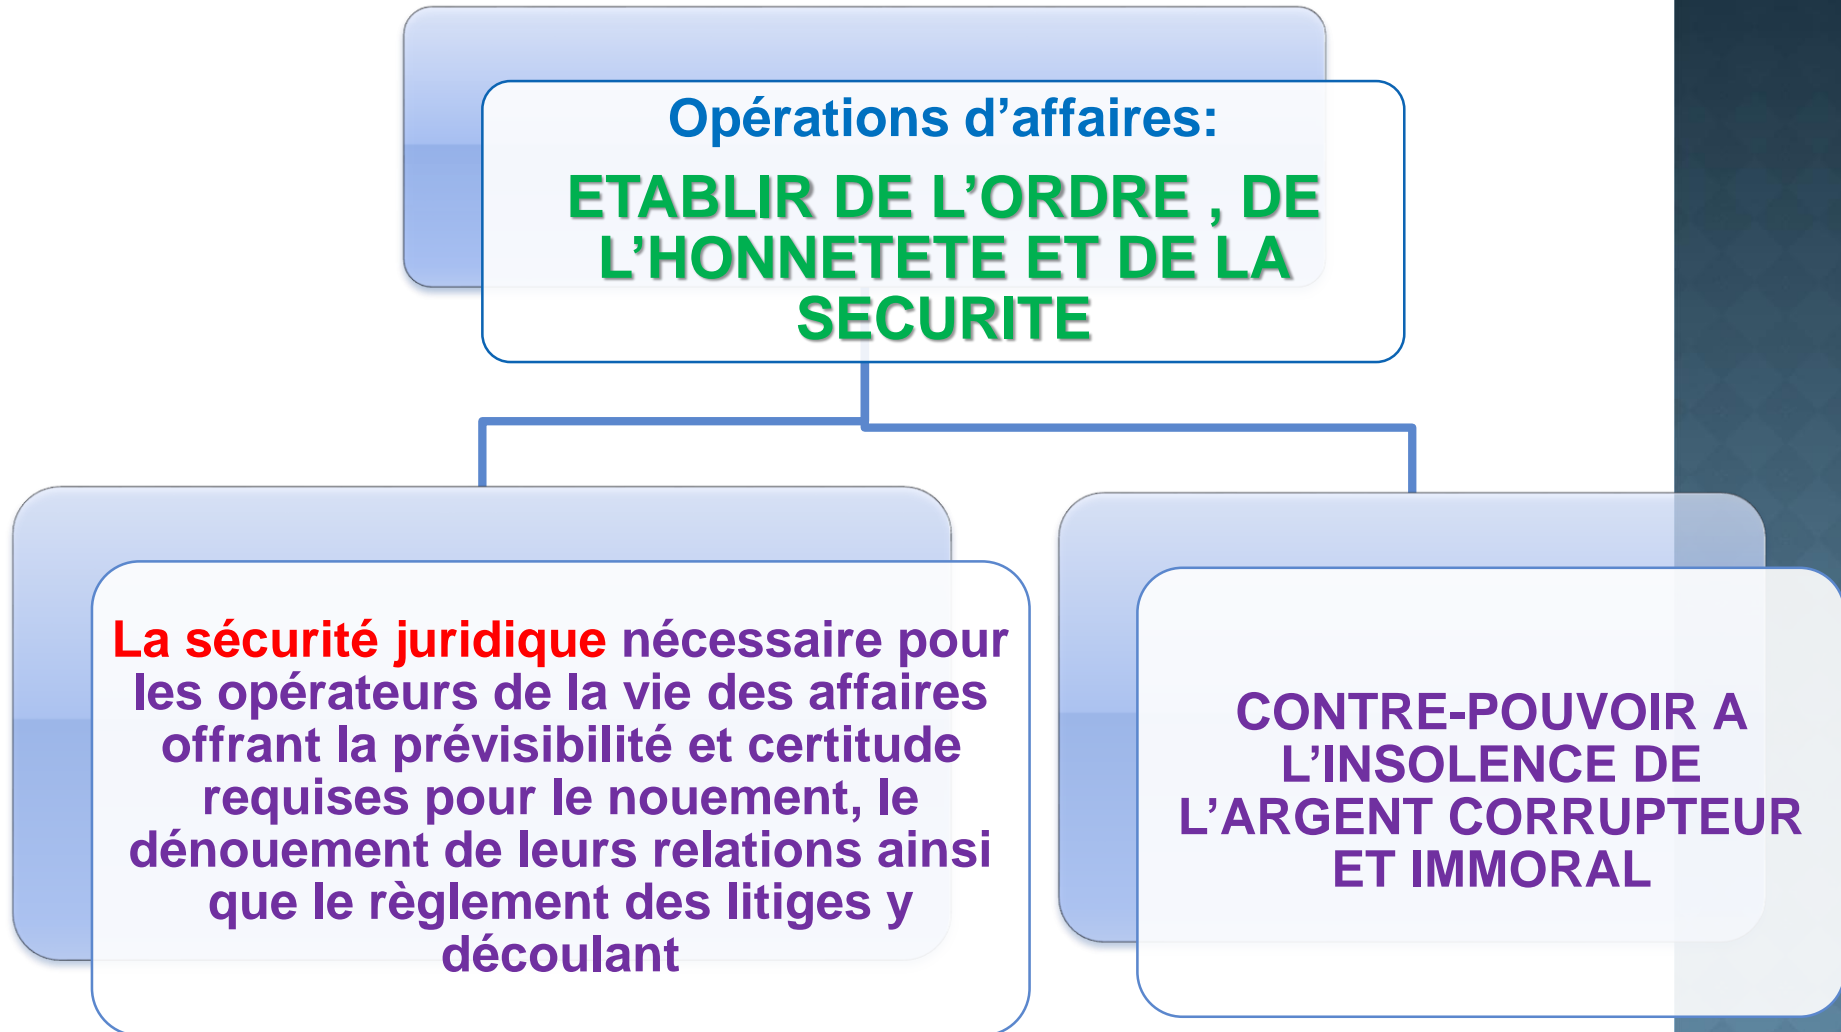 Opérations d’affaires:
ETABLIR DE L’ORDRE , DE
L’HONNETETE ET DE LA
SECURITE
La sécurité juridique nécessaire pour
les opérateurs de la vie des affaires
offrant la prévisibilité et certitude
requises pour le nouement, le
dénouement de leurs relations ainsi
que le règlement des litiges y
découlant
CONTRE-POUVOIR A
L’INSOLENCE DE
L’ARGENT CORRUPTEUR
ET IMMORAL